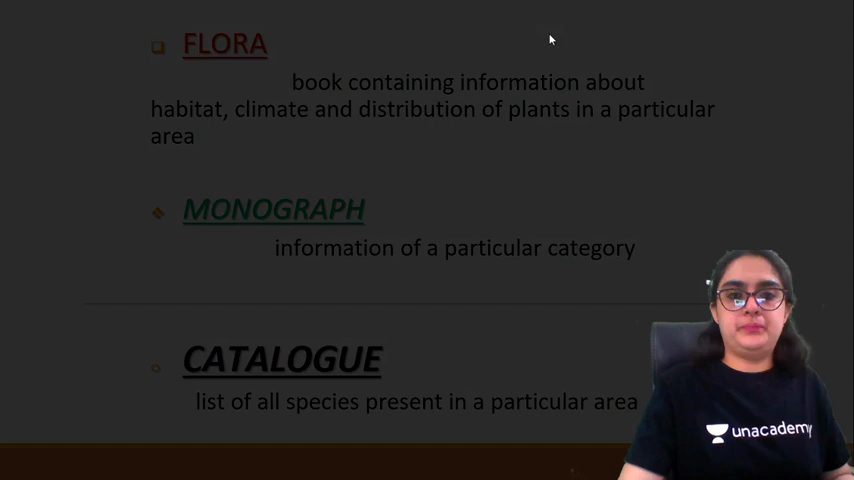 FLORA
book containing information about
habitat, climate and distribution of plants in a particular
area
MONOGRAPH
information of a particular category
CATALOGUE
list of all species present in a particular area
unacademy